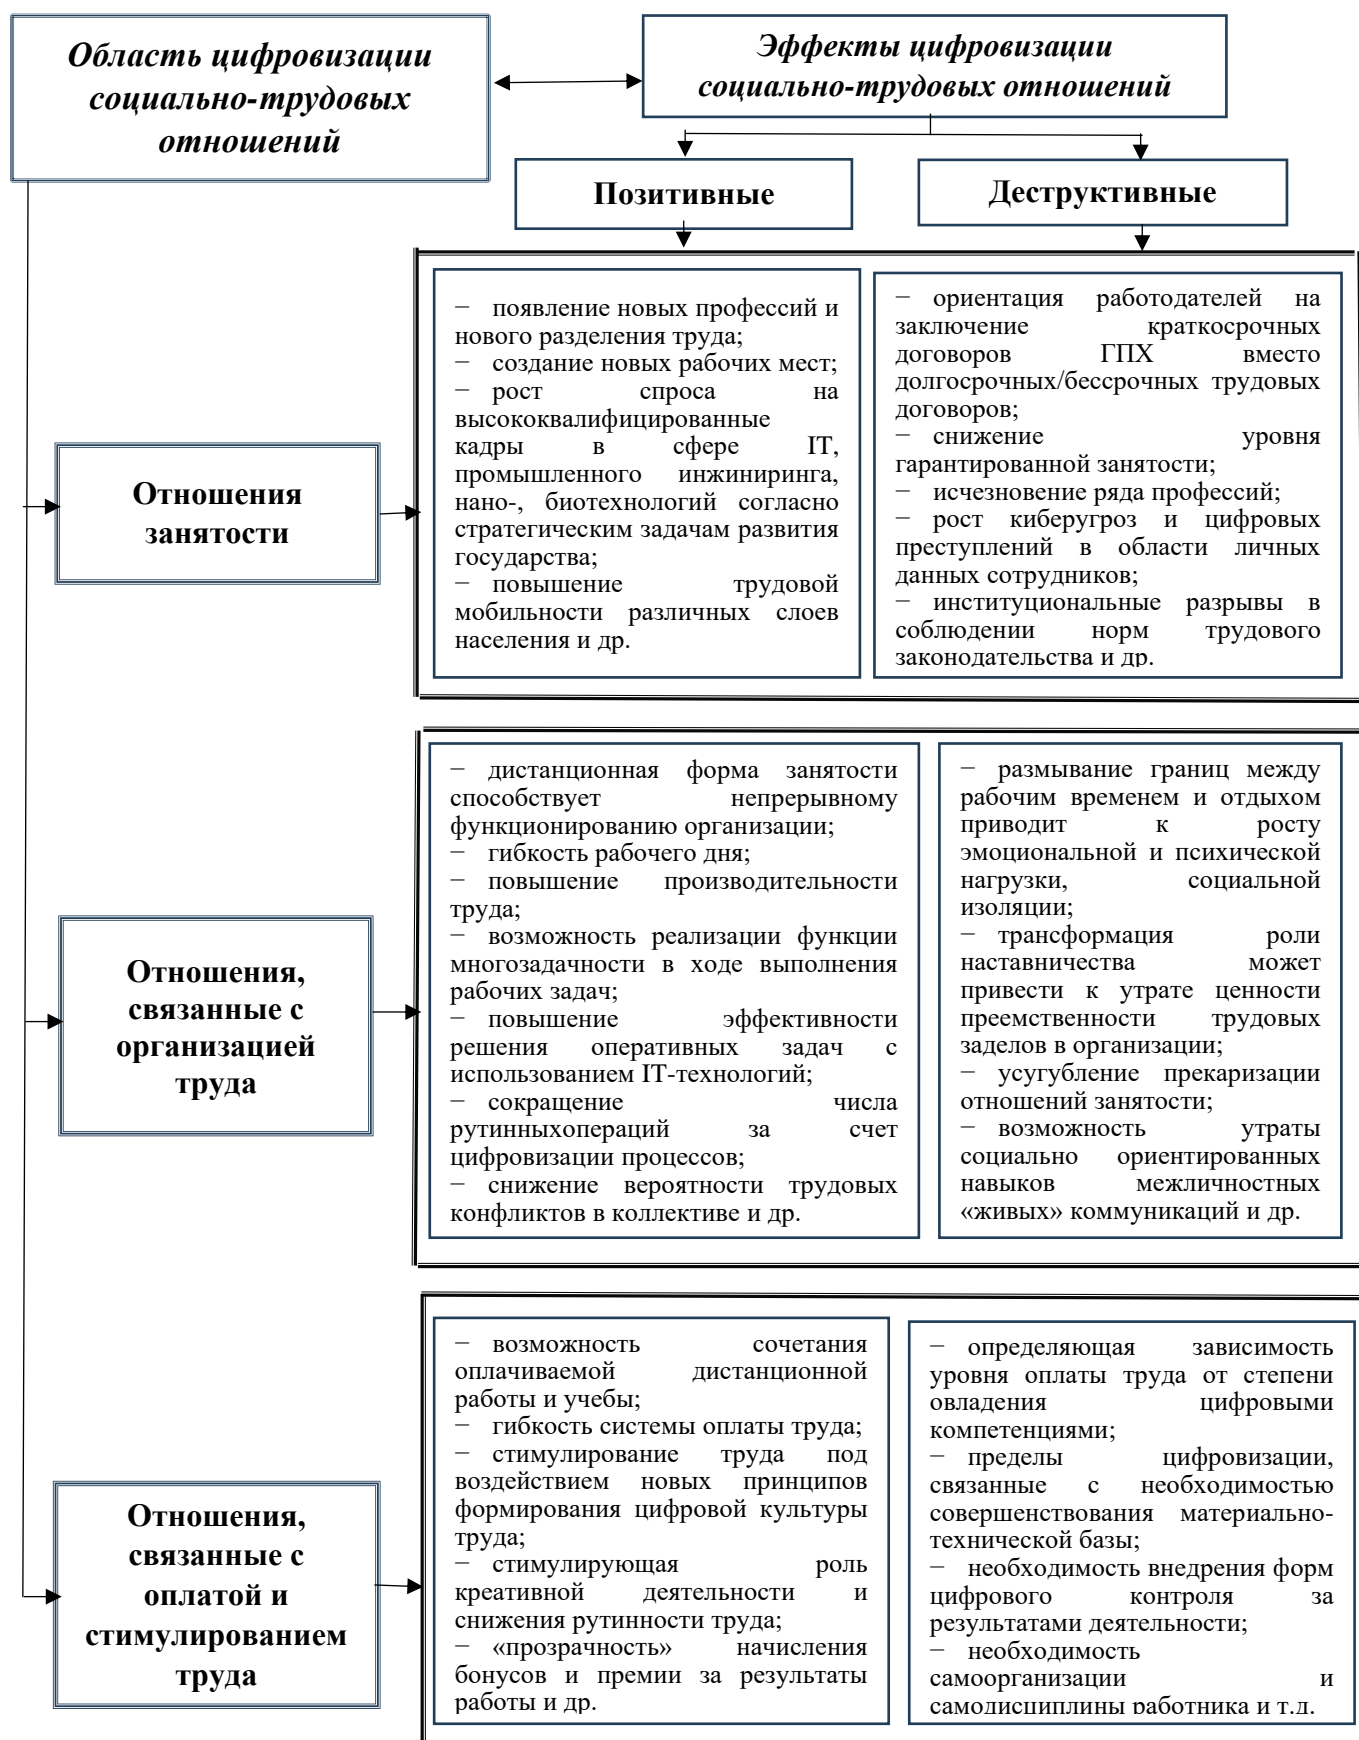 Область цифровизации
социально-трудовых
отношений
Эффекты цифровизации
социально-трудовых отношений
Позитивные
Деструктивные
Отношения
занятости
− появление новых профессий и
нового разделения труда;
− создание новых рабочих мест;
− рост спроса на
высококвалифицированные
кадры в сфере IT,
промышленного инжиниринга,
нано-, биотехнологий согласно
стратегическим задачам развития
государства;
− повышение трудовой
мобильности различных слоев
населения и др.
− ориентация работодателей на
заключение краткосрочных
договоров ГПХ вместо
долгосрочных/бессрочных трудовых
договоров;
− снижение уровня
гарантированной занятости;
− исчезновение ряда профессий;
− рост киберугроз и цифровых
преступлений в области личных
данных сотрудников;
− институциональные разрывы в
соблюдении норм трудового
законодательства и др.
Отношения,
связанные с
организацией
труда
− дистанционная форма занятости
способствует непрерывному
функционированию организации;
− гибкость рабочего дня;
− повышение производительности
труда;
− возможность реализации функции
многозадачности в ходе выполнения
рабочих задач;
− повышение эффективности
решения оперативных задач с
использованием IT-технологий;
− сокращение числа
рутинныхопераций за счет
цифровизации процессов;
− снижение вероятности трудовых
конфликтов в коллективе и др.
− размывание границ между
рабочим временем и отдыхом
приводит к росту
эмоциональной и психической
нагрузки, социальной
изоляции;
− трансформация роли
наставничества может
привести к утрате ценности
преемственности трудовых
заделов в организации;
− усугубление прекаризации
отношений занятости;
− возможность утраты
социально ориентированных
навыков межличностных
«живых» коммуникаций и др.
Отношения,
связанные с
оплатой и
стимулированием
труда
− возможность сочетания
оплачиваемой дистанционной
работы и учебы;
− гибкость системы оплаты труда;
− стимулирование труда под
воздействием новых принципов
формирования цифровой культуры
труда;
− стимулирующая роль
креативной деятельности и
снижения рутинности труда;
− «прозрачность» начисления
бонусов и премии за результаты
работы и др.
− определяющая зависимость
уровня оплаты труда от степени
овладения цифровыми
компетенциями;
− пределы цифровизации,
связанные с необходимостью
совершенствования материально-
технической базы;
− необходимость внедрения форм
цифрового контроля за
результатами деятельности;
− необходимость
самоорганизации и
самодисциплины работника и т.д.